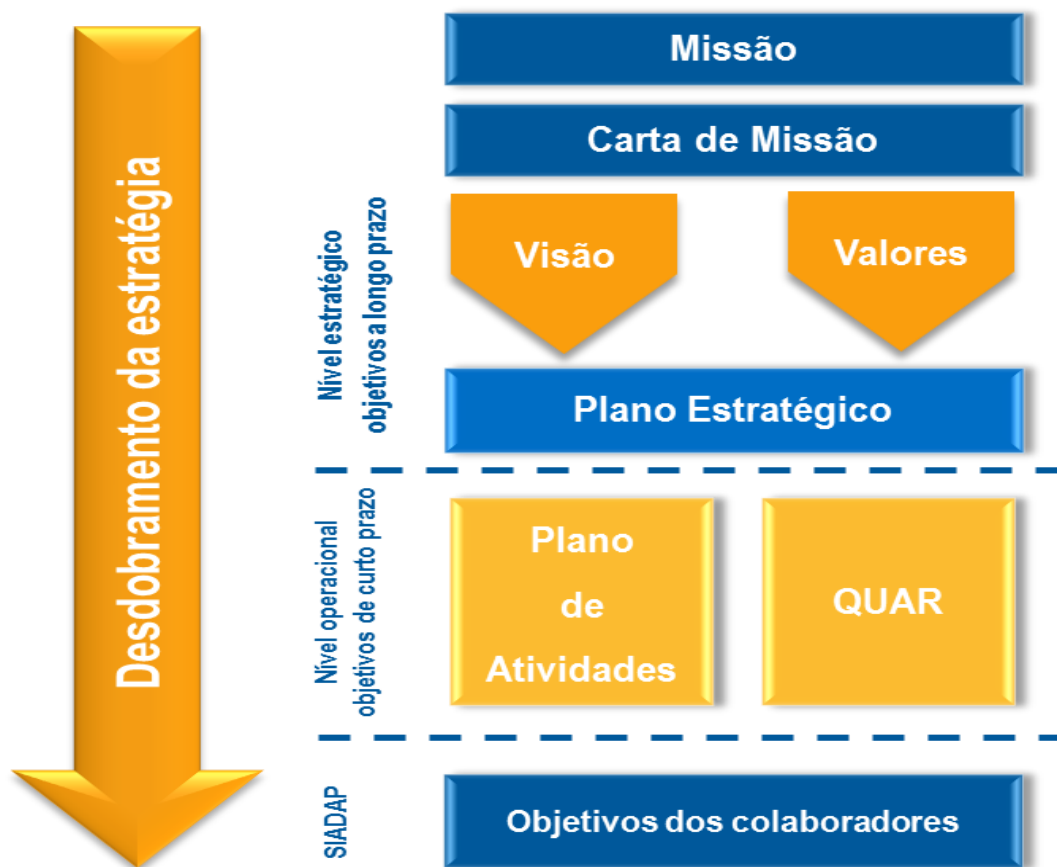 Desdobramento da estratégia
Missão
Carta de Missão
Nível estratégico
objetivos a longo prazo
Visão
Valores
Plano Estratégico
Nível operacional
objetivos de curto prazo
Plano
de
Atividades
QUAR
SIADAP
Objetivos dos colaboradores